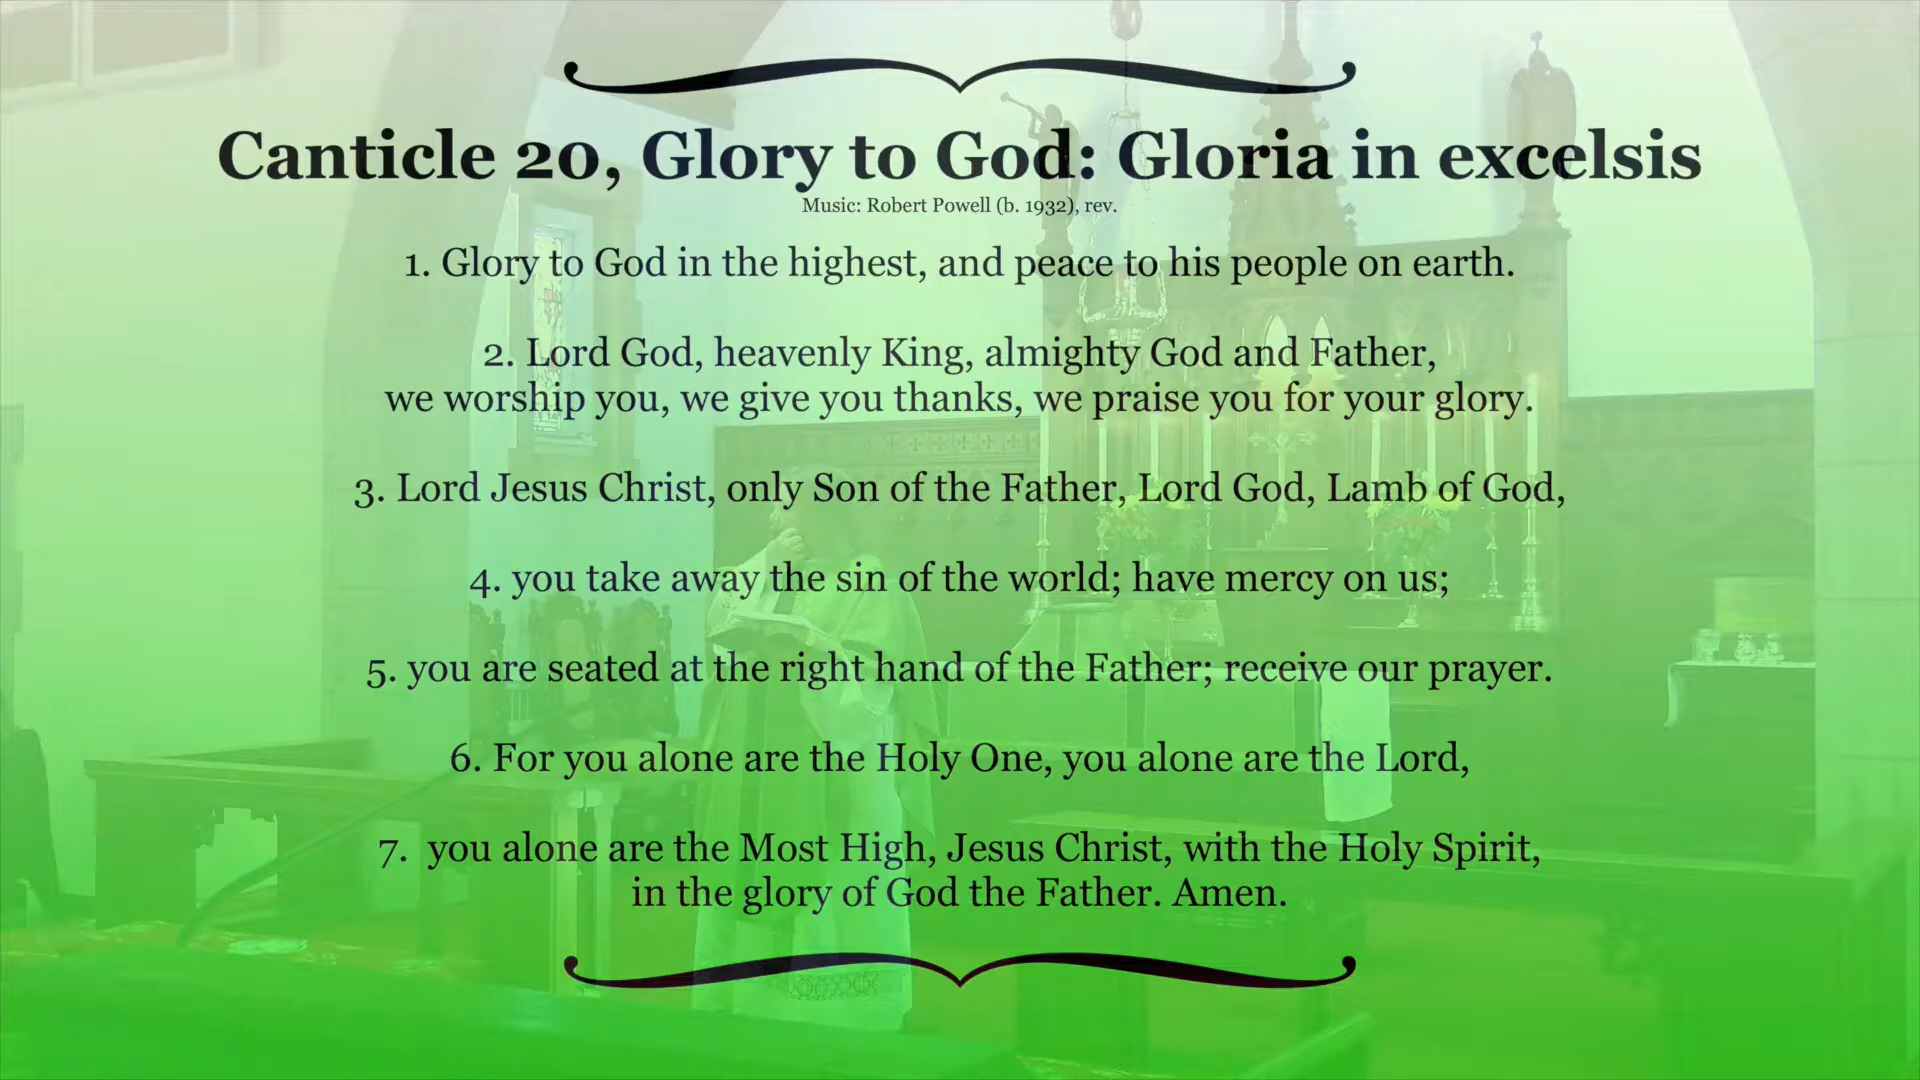 Canticle 20, Glory to God: Gloria in excelsis
Music: Robert Powell (b. 1932), rev.
1. Glory to God in the highest, and peace to his people on earth.
2. Lord God, heavenly King, almighty God and Father,
we worship you, we give you thanks, we praise you for your glory.
3. Lord Jesus Christ, only Son of the Father, Lord God, Lamb of God,
4. you take away the sin of the world; have mercy on us;
5. you are seated at the right hand of the Father; receive our prayer.
6. For you alone are the Holy One, you alone are the Lord,
7. you alone are the Most High, Jesus Christ, with the Holy Spirit,
in the glory of God the Father. Amen.